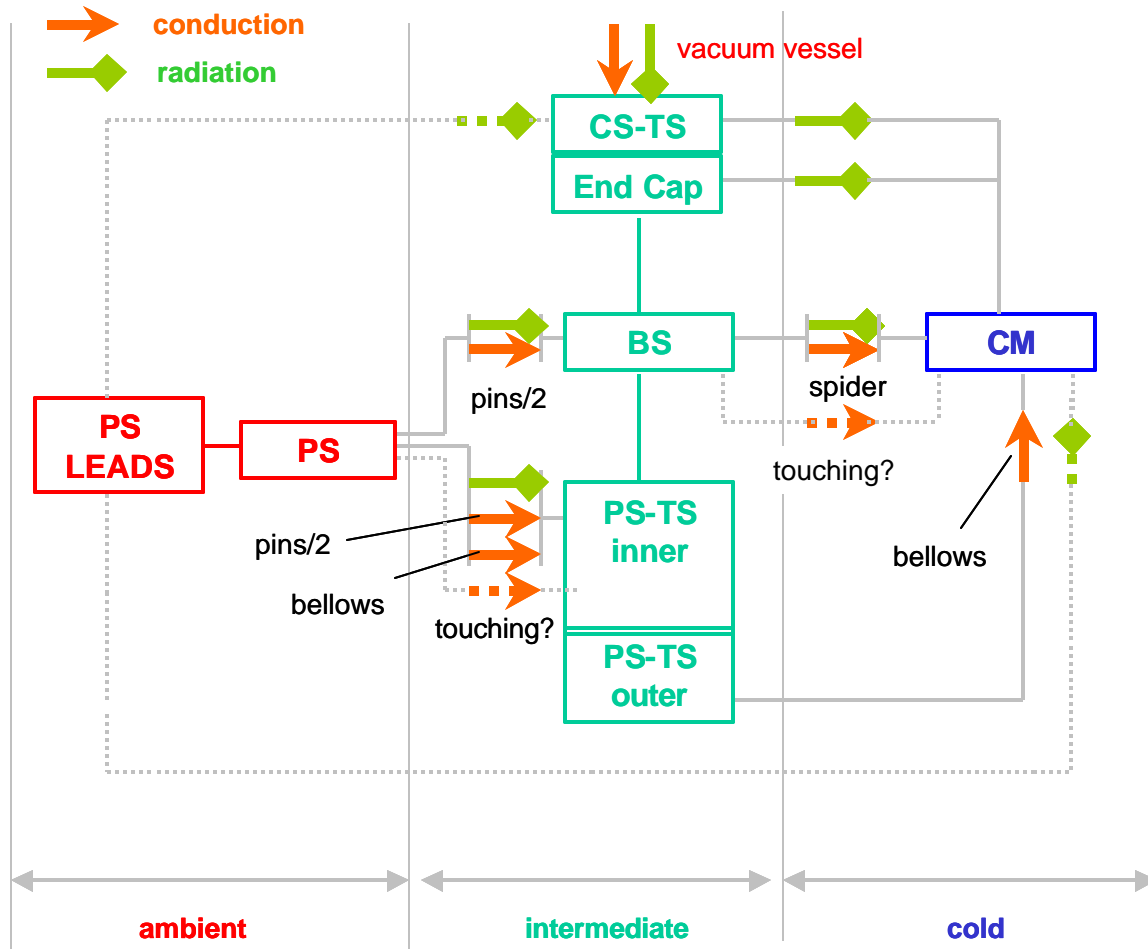 conduction
radiation
vacuum vessel
CS-TS
End Cap
BS
CM
pins/2
spider
PS
LEADS
PS
touching?
PS-TS
inner
pins/2
bellows
bellows
touching?
PS-TS
outer
ambient
intermediate
cold